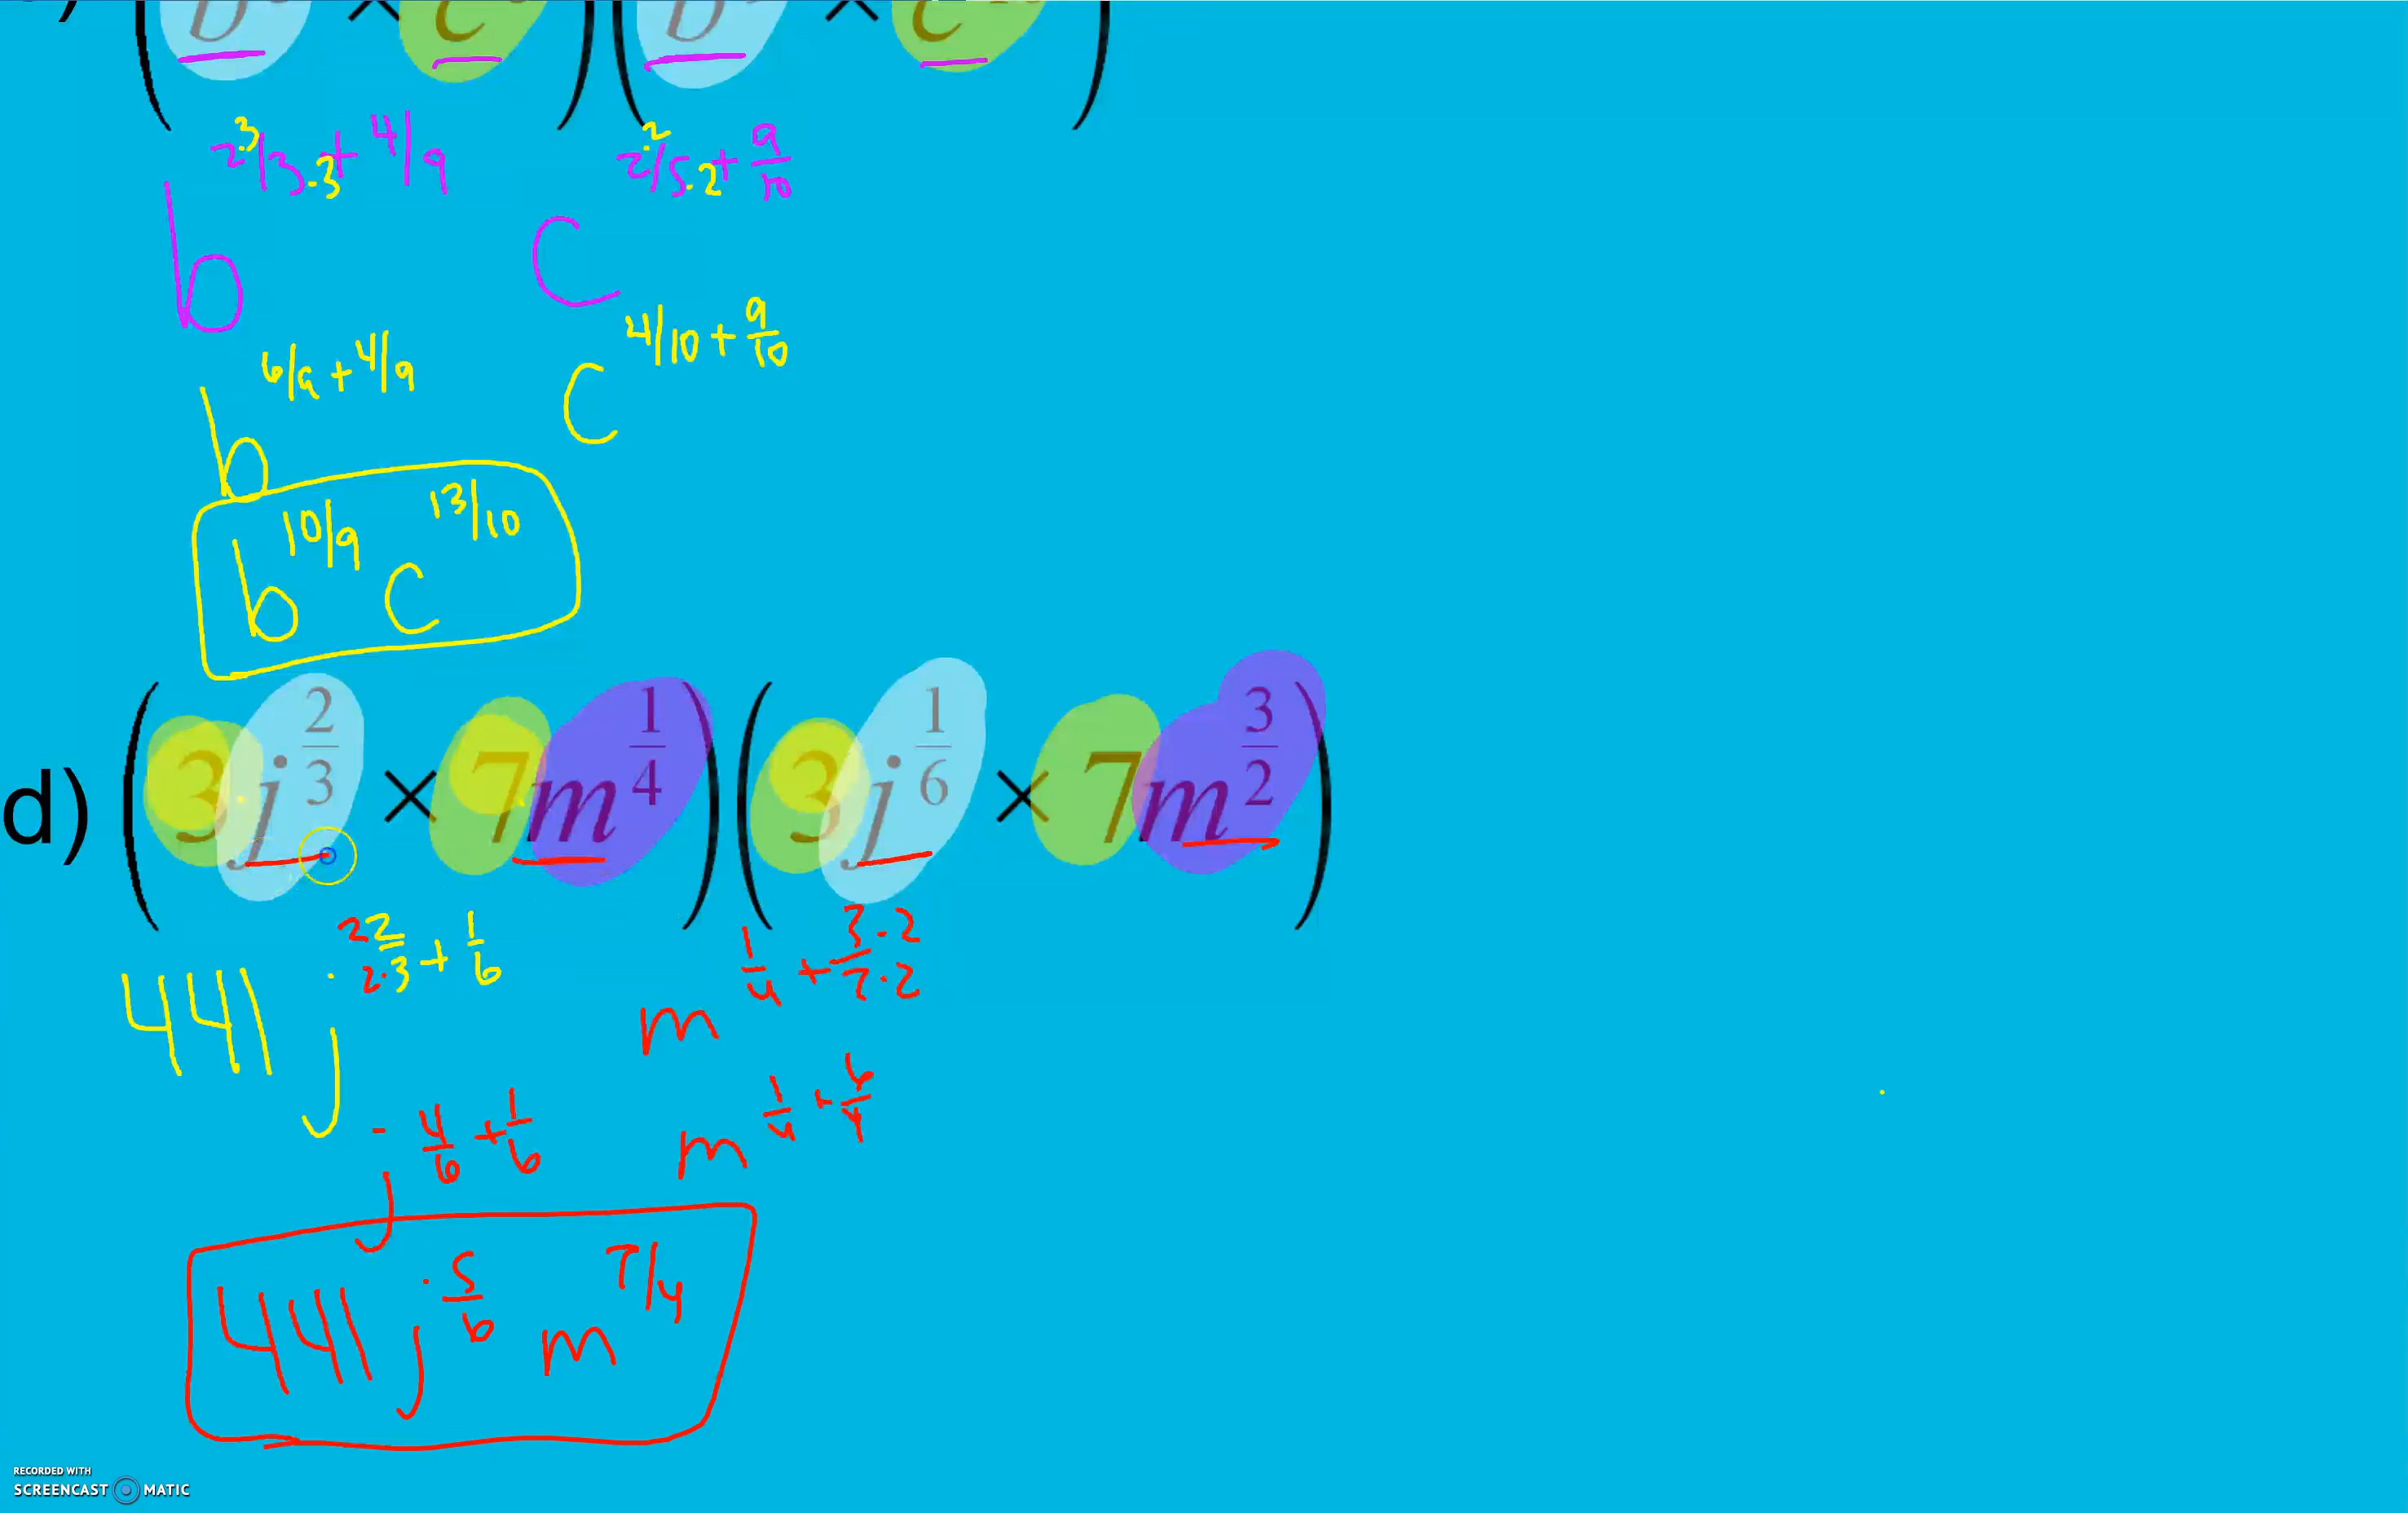 ) (b × c)(b × c)
2·3/3·3 + 4/9 2·2/5·2 + 9/10
b c
6/9 + 4/9 4/10 + 9/10
b c
b^10/9 c^13/10
d) (3j^2/3 × 7m^1/4)(3j^1/6 × 7m^3/2)
441 j^2·2/2·3 + 1/6 m^1/4 + 3·2/2·2
j^4/6 + 1/6 m^1/4 + 6/4
441 j^5/6 m^7/4
RECORDED WITH
SCREENCAST MATIC